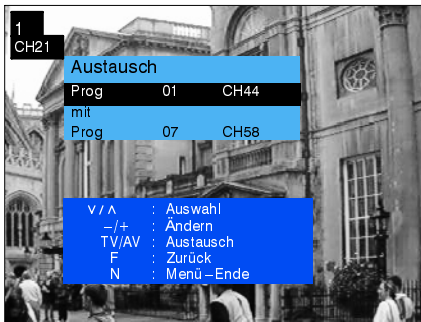 1
CH21
Austausch
Prog 01 CH44
mit
Prog 07 CH58
∨/∧ : Auswahl
–/+ : Ändern
TV/AV : Austausch
F : Zurück
N : Menü–Ende